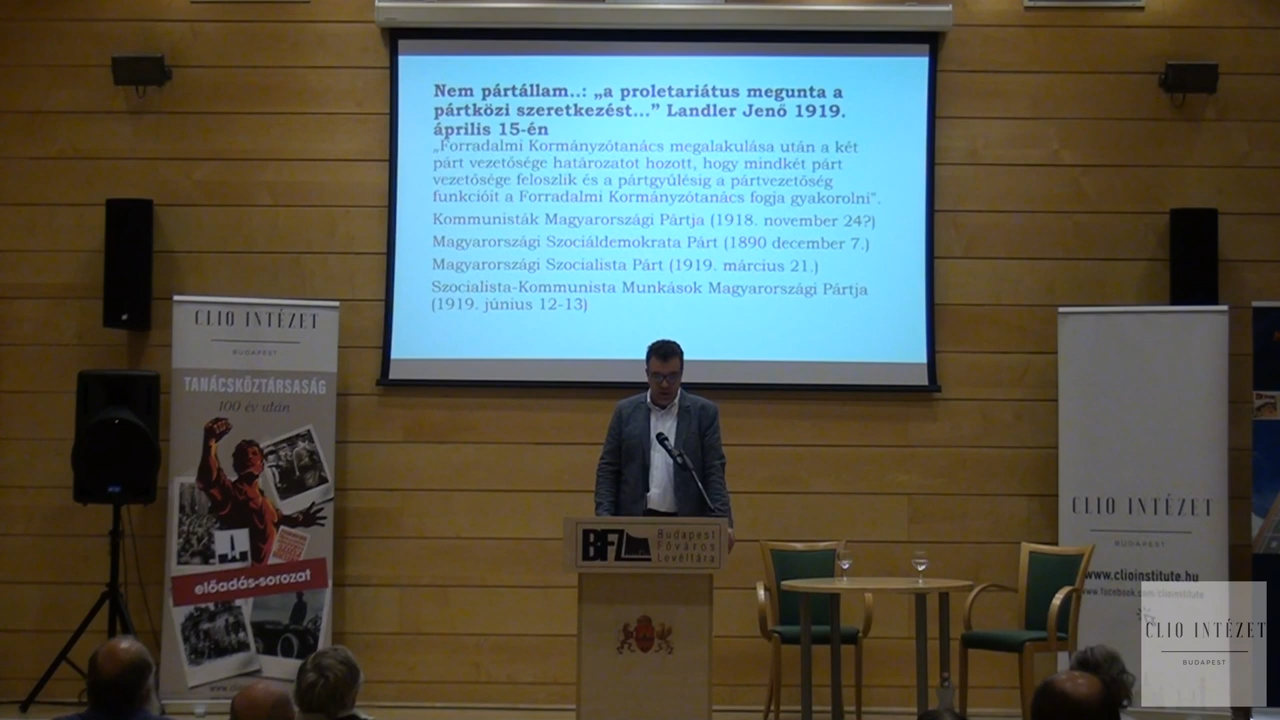 Nem pártállam..: „a proletariátus megunta a
pártközi szeretkezést...” Landler Jenő 1919.
április 15-én
„Forradalmi Kormányzótanács megalakulása után a két
párt vezetősége határozatot hozott, hogy mindkét párt
vezetősége feloszlik és a pártgyűlésig a pártvezetőség
funkcióit a Forradalmi Kormányzótanács fogja gyakorolni".
Kommunisták Magyarországi Pártja (1918. november 24?)
Magyarországi Szociáldemokrata Párt (1890 december 7.)
Magyarországi Szocialista Párt (1919. március 21.)
Szocialista-Kommunista Munkások Magyarországi Pártja
(1919. június 12-13)
CLIO INTÉZET
BUDAPEST
TANÁCSKÖZTÁRSASÁG
100 év után
előadás-sorozat
BFL
Budapest
Főváros
Levéltára
CLIO INTÉZET
BUDAPEST
www.clioinstitute.hu
www.facebook.com/clioinstitute
CLIO INTÉZET
BUDAPEST